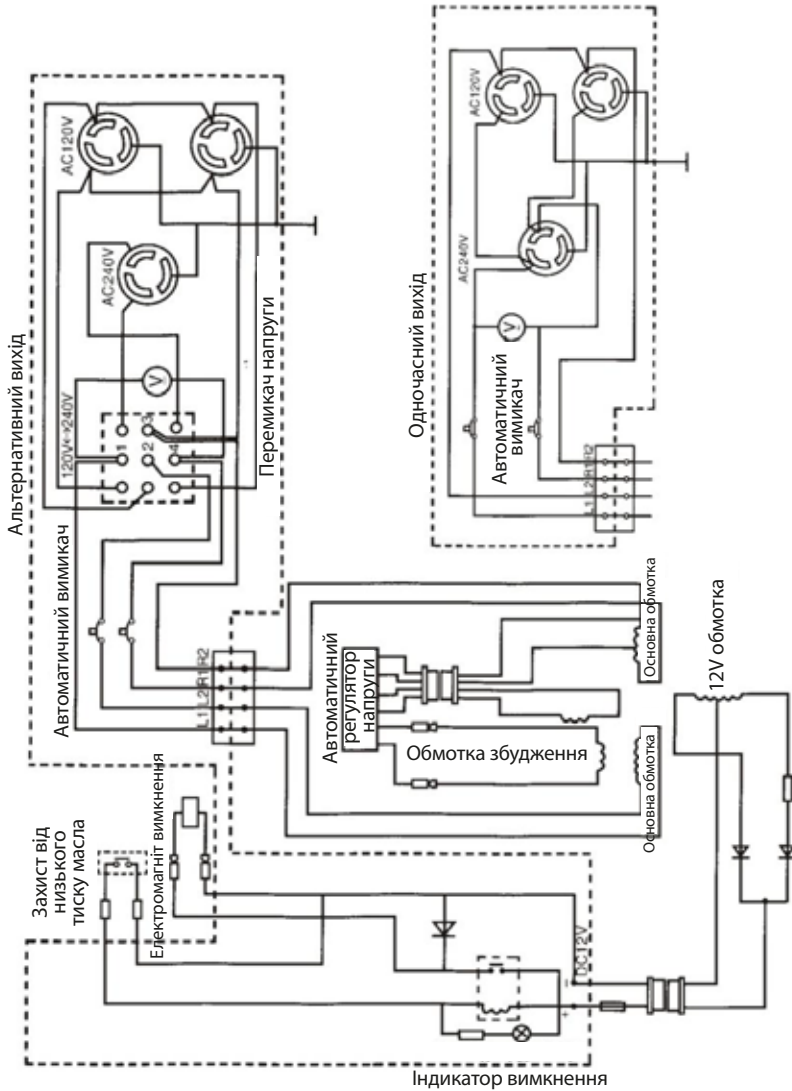 Альтернативний вихід
AC120V
AC240V
120V↔240V
1
2
3
4
V
Перемикач напруги
Автоматичний вимикач
L1 L2 R1 R2
Одночасний вихід
AC120V
AC240V
V
Автоматичний
вимикач
L1 L2 R1 R2
Захист від
низького
тиску масла
Електромагніт вимкнення
Автоматичний
регулятор
напруги
Обмотка збудження
Основна обмотка
Основна обмотка
12V обмотка
DC12V
+
-
Індикатор вимкнення